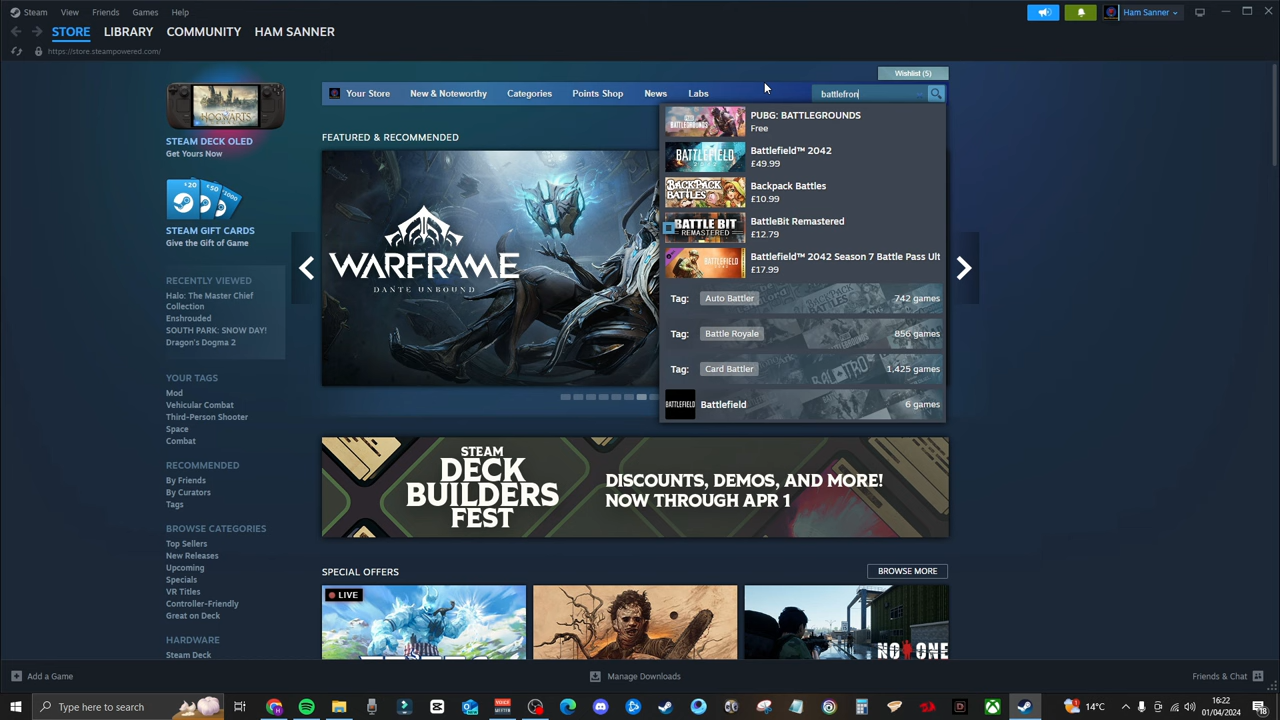 Steam View Friends Games Help
Ham Sanner
STORE LIBRARY COMMUNITY HAM SANNER
https://store.steampowered.com/
Wishlist (5)
Your Store New & Noteworthy Categories Points Shop News Labs
battlefron
STEAM DECK OLED
Get Yours Now
STEAM GIFT CARDS
Give the Gift of Game
RECENTLY VIEWED
Halo: The Master Chief
Collection
Enshrouded
SOUTH PARK: SNOW DAY!
Dragon's Dogma 2
YOUR TAGS
Mod
Vehicular Combat
Third-Person Shooter
Space
Combat
RECOMMENDED
By Friends
By Curators
Tags
BROWSE CATEGORIES
Top Sellers
New Releases
Upcoming
Specials
VR Titles
Controller-Friendly
Great on Deck
HARDWARE
Steam Deck
FEATURED & RECOMMENDED
WARFRAME
DANTE UNBOUND
PUBG: BATTLEGROUNDS
Free
BATTLEFIELD
Battlefield™ 2042
£49.99
BACKPACK
BATTLES
Backpack Battles
£10.99
BATTLE BIT
REMASTERED
BattleBit Remastered
£12.79
Battlefield™ 2042 Season 7 Battle Pass Ult
£17.99
Tag: Auto Battler 742 games
Tag: Battle Royale 856 games
Tag: Card Battler 1,425 games
BATTLEFIELD Battlefield 6 games
STEAM
DECK
BUILDERS
FEST
DISCOUNTS, DEMOS, AND MORE!
NOW THROUGH APR 1
SPECIAL OFFERS
BROWSE MORE
LIVE
NO ONE
Add a Game
Manage Downloads
Friends & Chat
Type here to search
14°C
16:22
01/04/2024